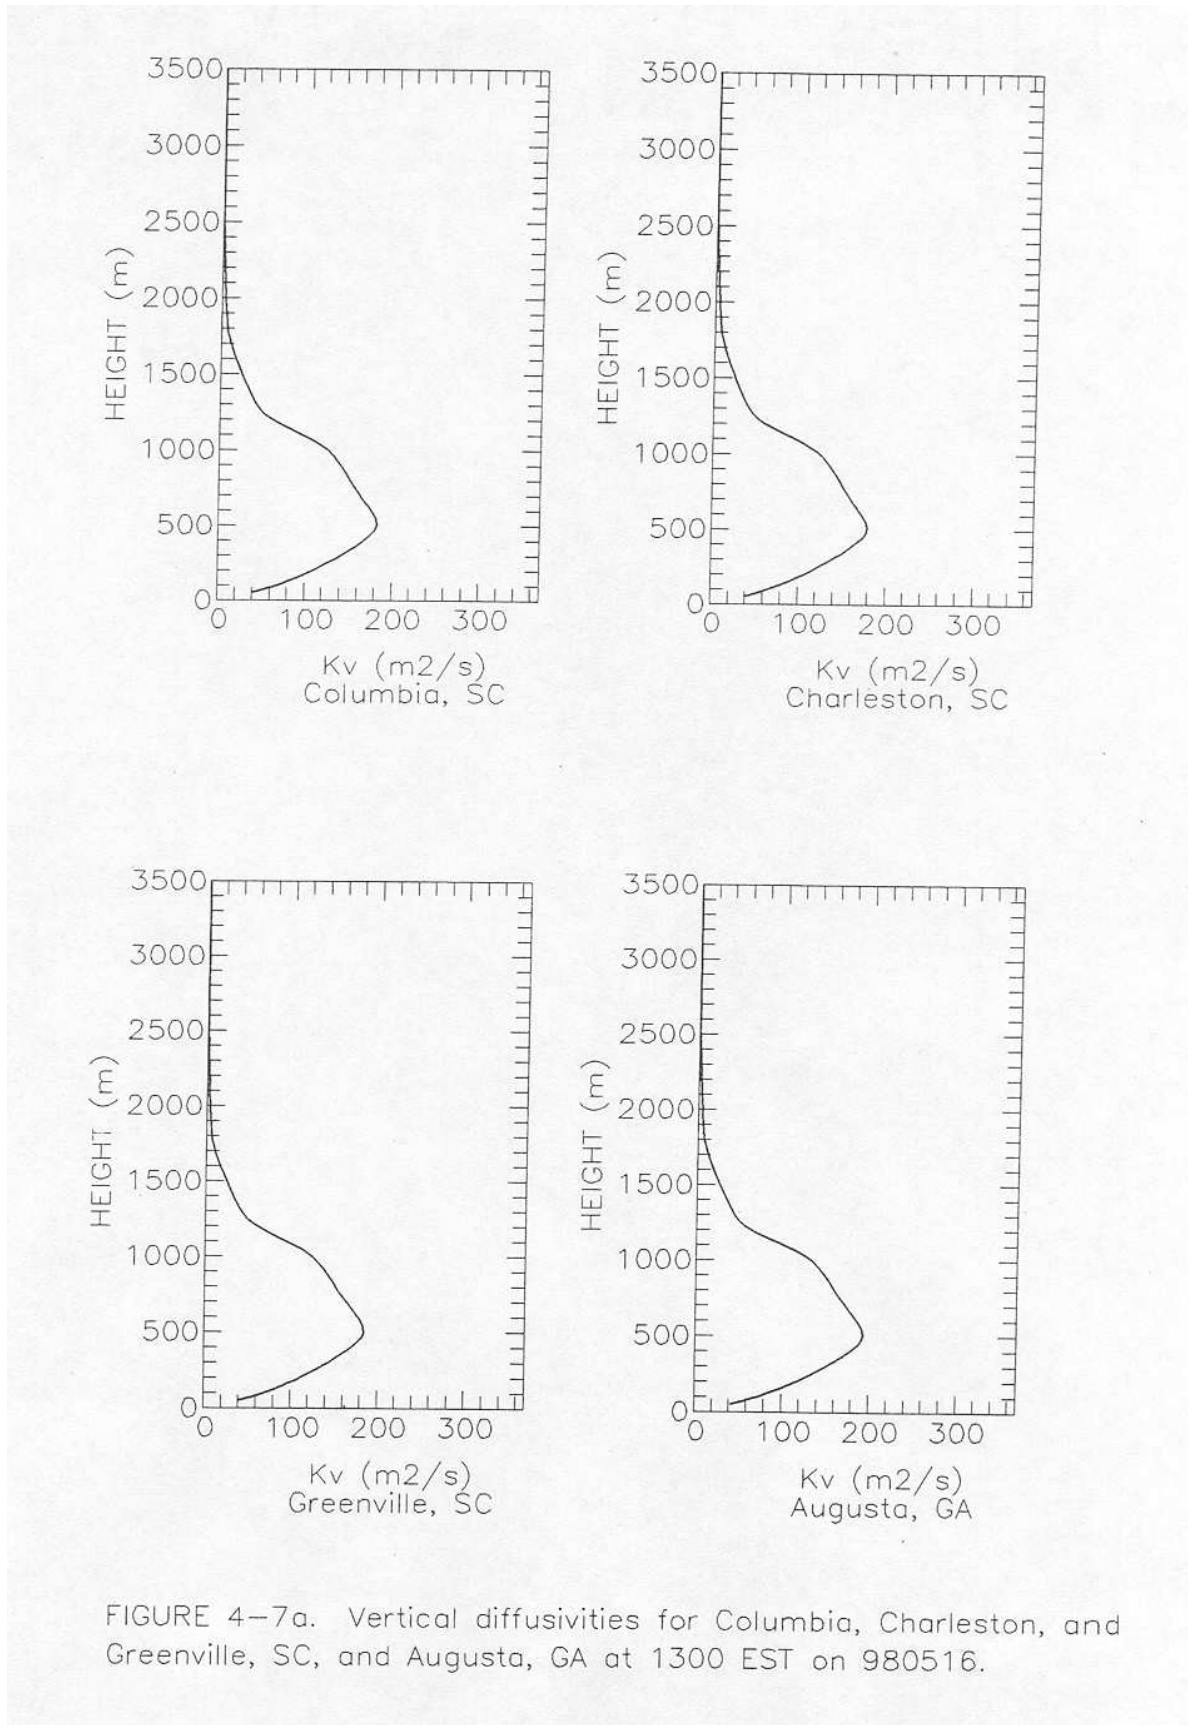 3500
3000
2500
2000
1500
1000
500
0
HEIGHT (m)
0 100 200 300
Kv (m2/s)
Columbia, SC
3500
3000
2500
2000
1500
1000
500
0
HEIGHT (m)
0 100 200 300
Kv (m2/s)
Charleston, SC
3500
3000
2500
2000
1500
1000
500
0
HEIGHT (m)
0 100 200 300
Kv (m2/s)
Greenville, SC
3500
3000
2500
2000
1500
1000
500
0
HEIGHT (m)
0 100 200 300
Kv (m2/s)
Augusta, GA
FIGURE 4-7a. Vertical diffusivities for Columbia, Charleston, and
Greenville, SC, and Augusta, GA at 1300 EST on 980516.